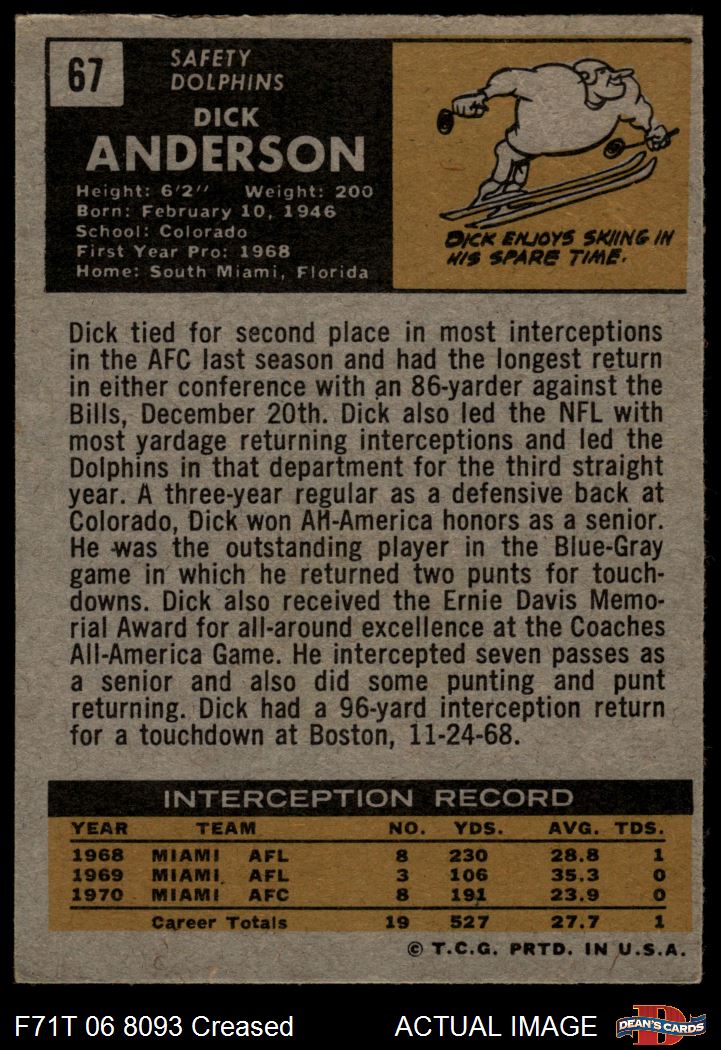 67
SAFETY
DOLPHINS
DICK
ANDERSON
Height: 6'2" Weight: 200
Born: February 10, 1946
School: Colorado
First Year Pro: 1968
Home: South Miami, Florida
DICK ENJOYS SKIING IN
HIS SPARE TIME.
Dick tied for second place in most interceptions
in the AFC last season and had the longest return
in either conference with an 86-yarder against the
Bills, December 20th. Dick also led the NFL with
most yardage returning interceptions and led the
Dolphins in that department for the third straight
year. A three-year regular as a defensive back at
Colorado, Dick won All-America honors as a senior.
He was the outstanding player in the Blue-Gray
game in which he returned two punts for touch-
downs. Dick also received the Ernie Davis Memo-
rial Award for all-around excellence at the Coaches
All-America Game. He intercepted seven passes as
a senior and also did some punting and punt
returning. Dick had a 96-yard interception return
for a touchdown at Boston, 11-24-68.
INTERCEPTION RECORD
YEAR TEAM NO. YDS. AVG. TDS.
1968 MIAMI AFL 8 230 28.8 1
1969 MIAMI AFL 3 106 35.3 0
1970 MIAMI AFC 8 191 23.9 0
Career Totals 19 527 27.7 1
© T.C.G. PRTD. IN U.S.A.
F71T 06 8093 Creased ACTUAL IMAGE
DEAN'S CARDS